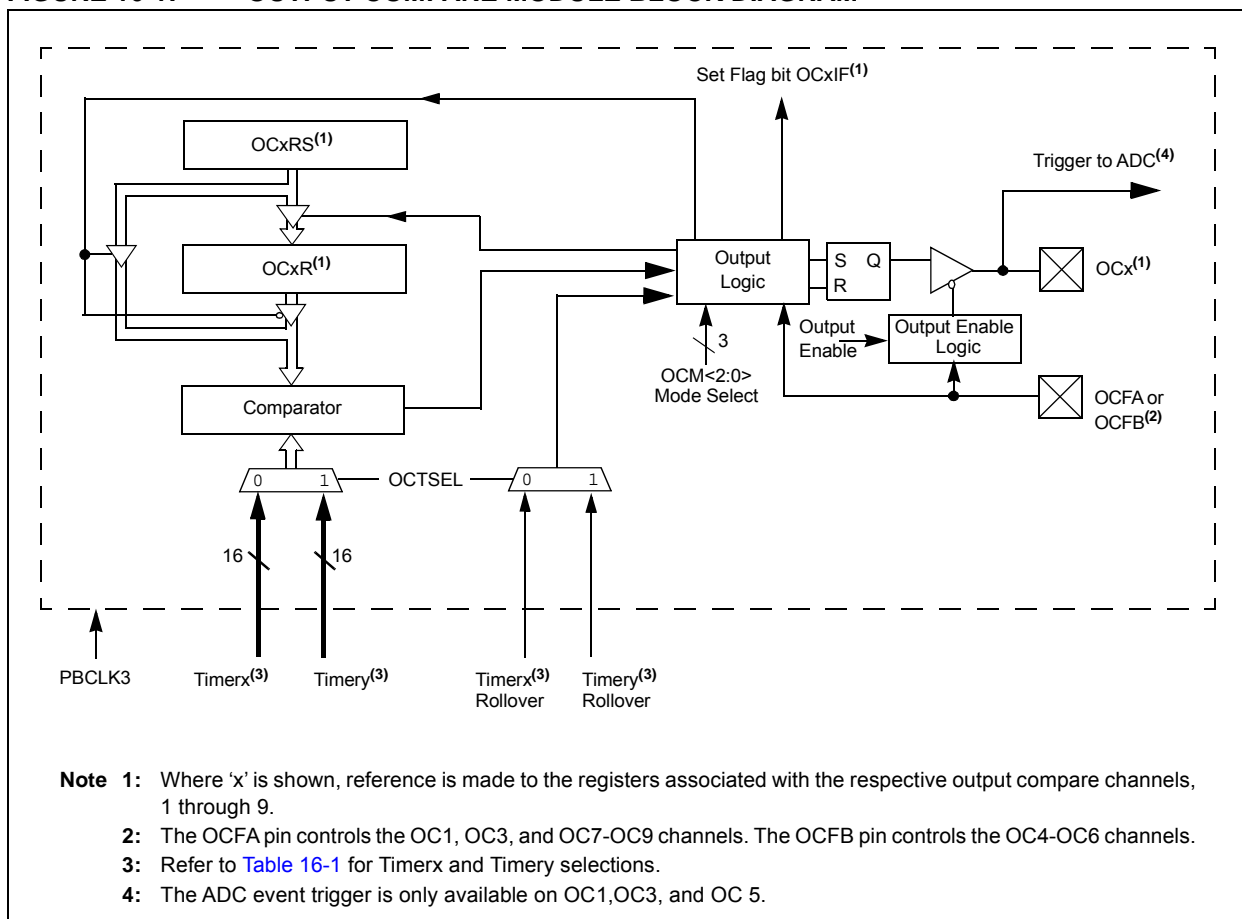 Set Flag bit OCxIF(1)
OCxRS(1)
Trigger to ADC(4)
OCxR(1)
Output
Logic
S Q
R
OCx(1)
3
Output
Enable
Output Enable
Logic
OCM<2:0>
Mode Select
Comparator
OCFA or
OCFB(2)
0 1
OCTSEL
0 1
16
16
PBCLK3
Timerx(3)
Timery(3)
Timerx(3)
Rollover
Timery(3)
Rollover
Note 1: Where ‘x’ is shown, reference is made to the registers associated with the respective output compare channels,
1 through 9.
2: The OCFA pin controls the OC1, OC3, and OC7-OC9 channels. The OCFB pin controls the OC4-OC6 channels.
3: Refer to Table 16-1 for Timerx and Timery selections.
4: The ADC event trigger is only available on OC1,OC3, and OC 5.